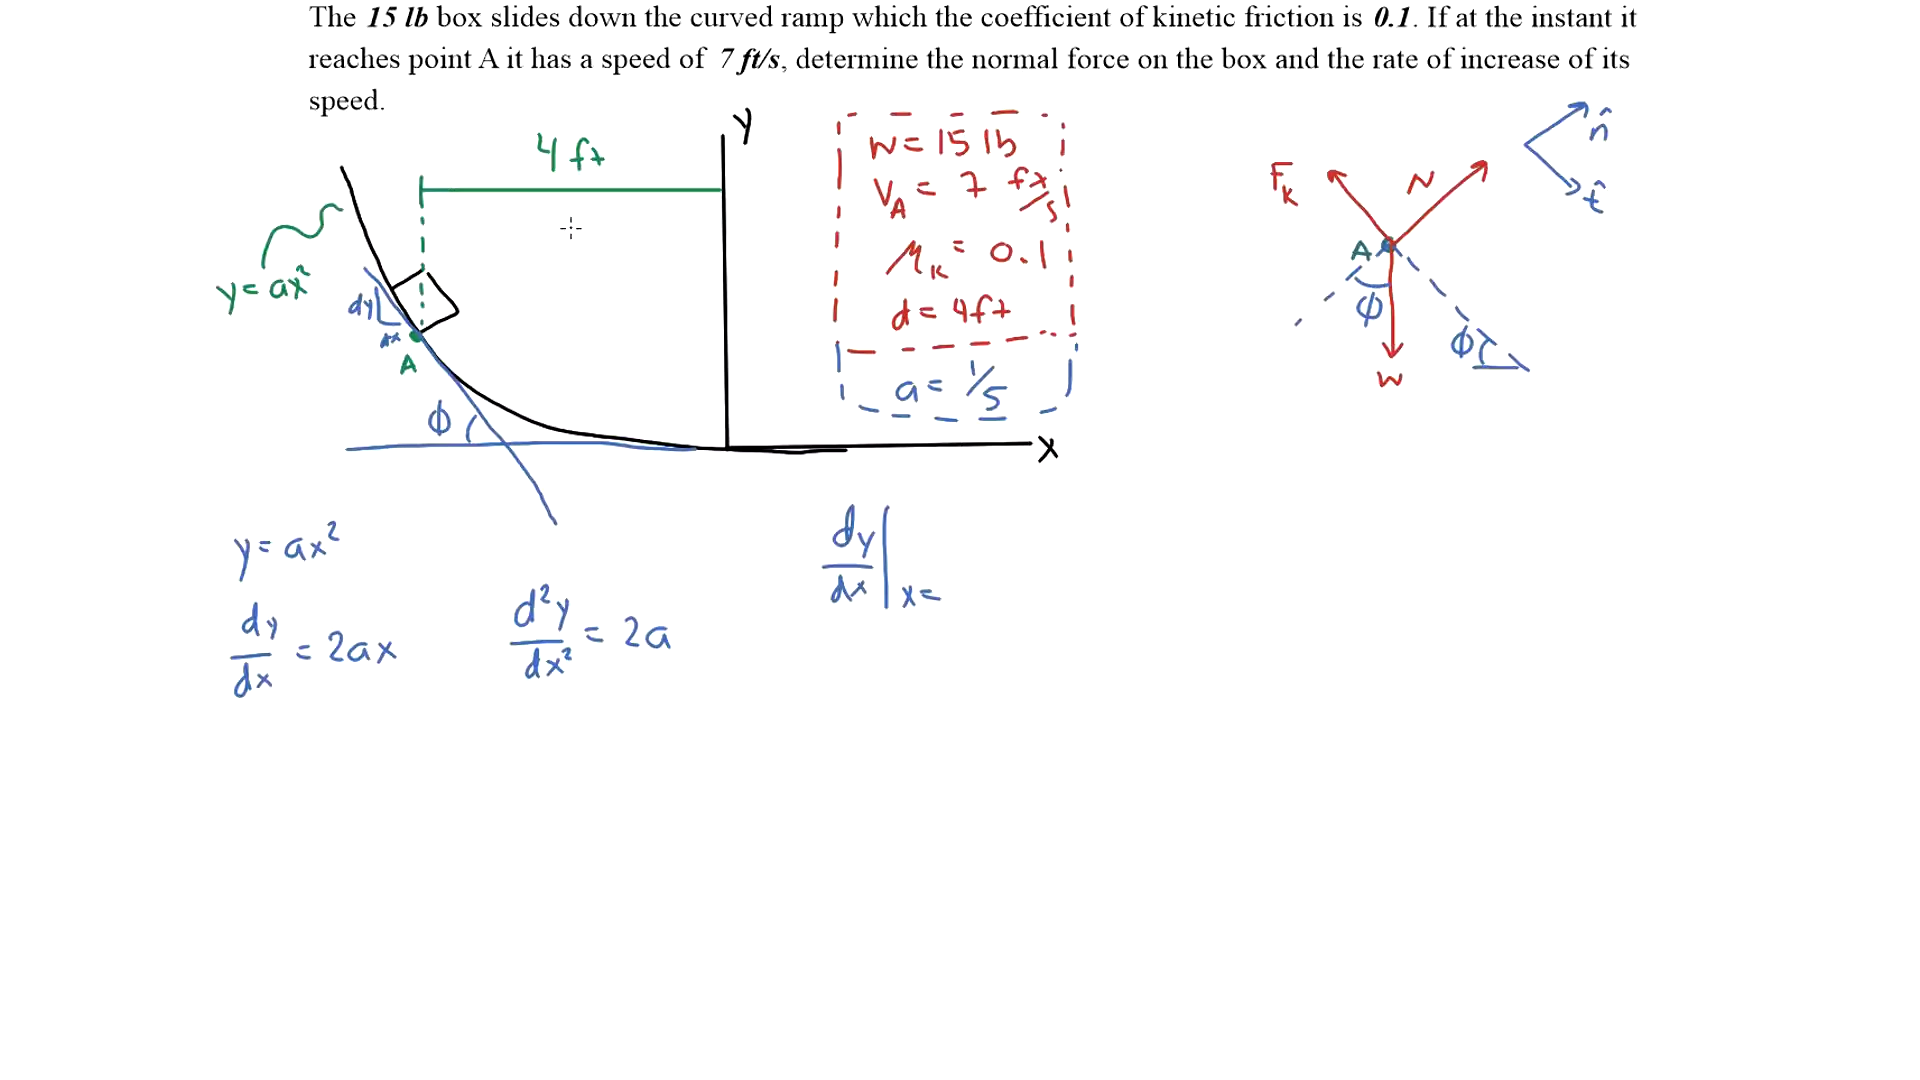 The 15 lb box slides down the curved ramp which the coefficient of kinetic friction is 0.1. If at the instant it
reaches point A it has a speed of 7 ft/s, determine the normal force on the box and the rate of increase of its
speed.
y
4 ft
y = ax²
dy
dx
A
ϕ
x
W = 15 lb
V_A = 7 ft/s
μ_K = 0.1
d = 4 ft
a = 1/5
n̂
t̂
F_K
N
A
ϕ
ϕ
W
y = ax²
dy/dx = 2ax
d²y/dx² = 2a
dy/dx | x =